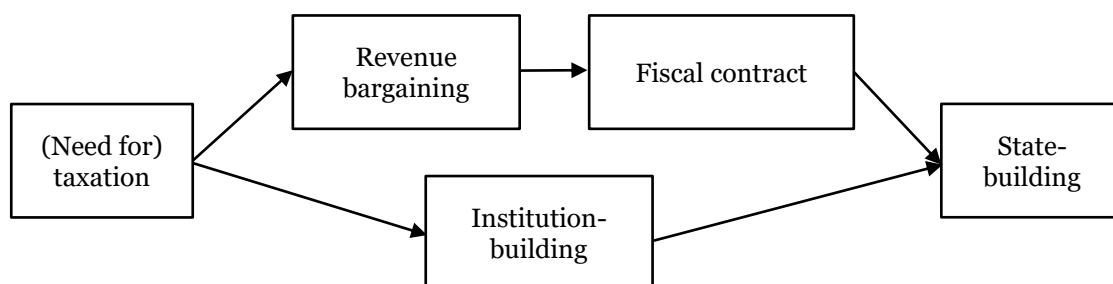 (Need for)
taxation
Revenue
bargaining
Fiscal contract
Institution-
building
State-
building